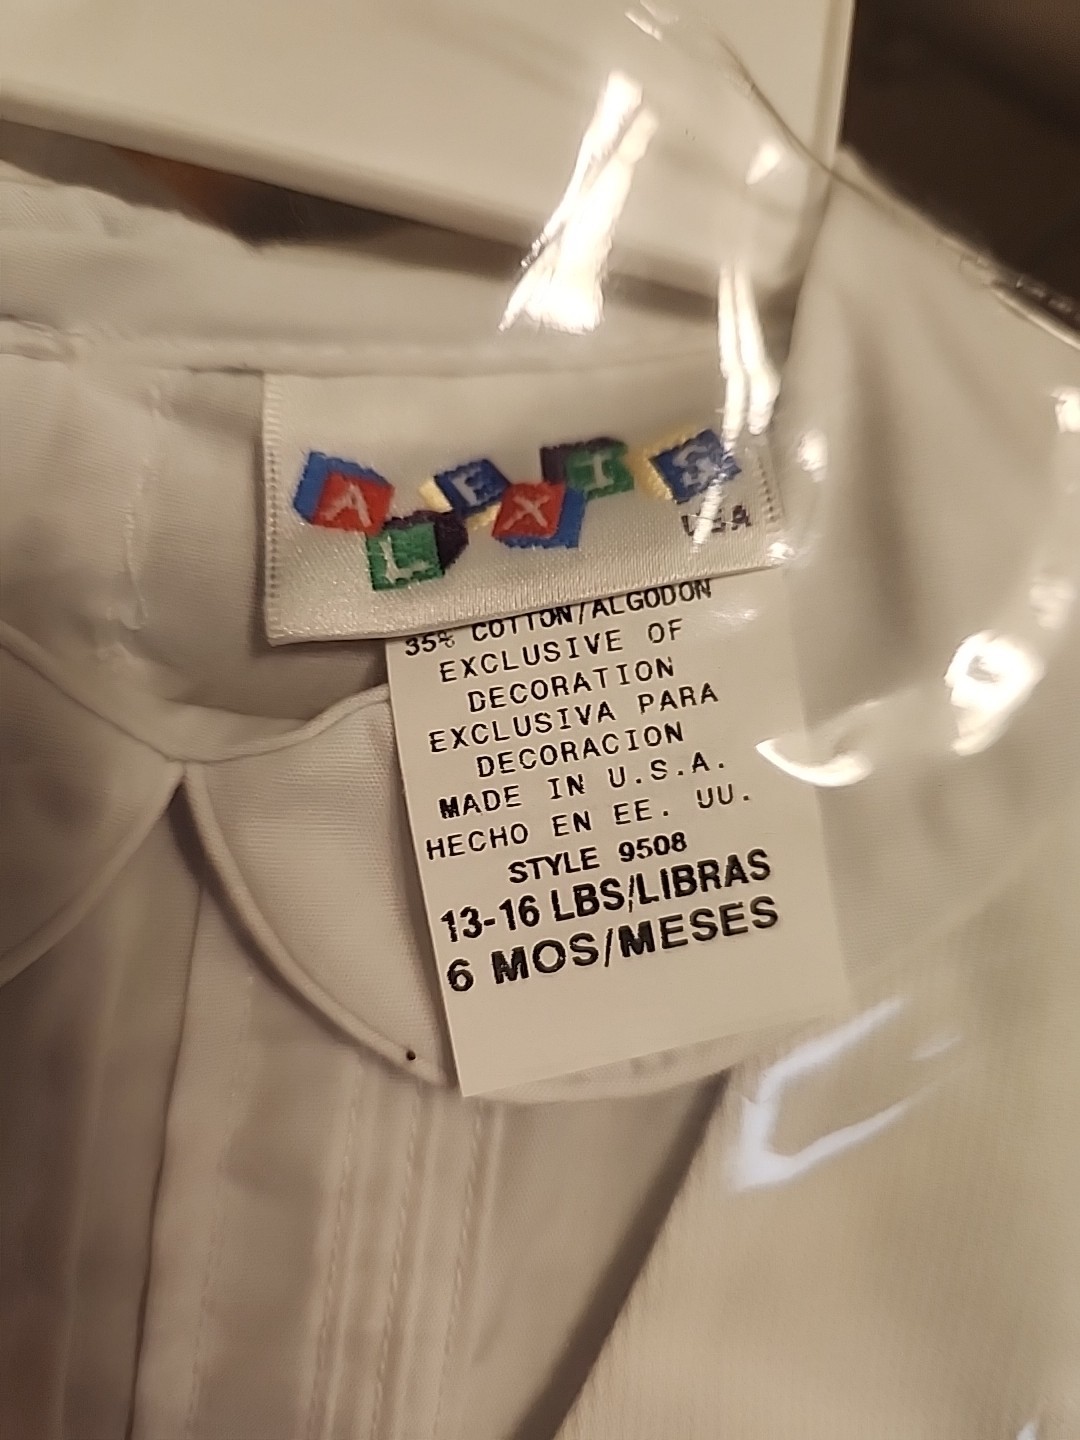 ALEXIS
USA
35% COTTON/ALGODON
EXCLUSIVE OF
DECORATION
EXCLUSIVA PARA
DECORACION
MADE IN U.S.A.
HECHO EN EE. UU.
STYLE 9508
13-16 LBS/LIBRAS
6 MOS/MESES